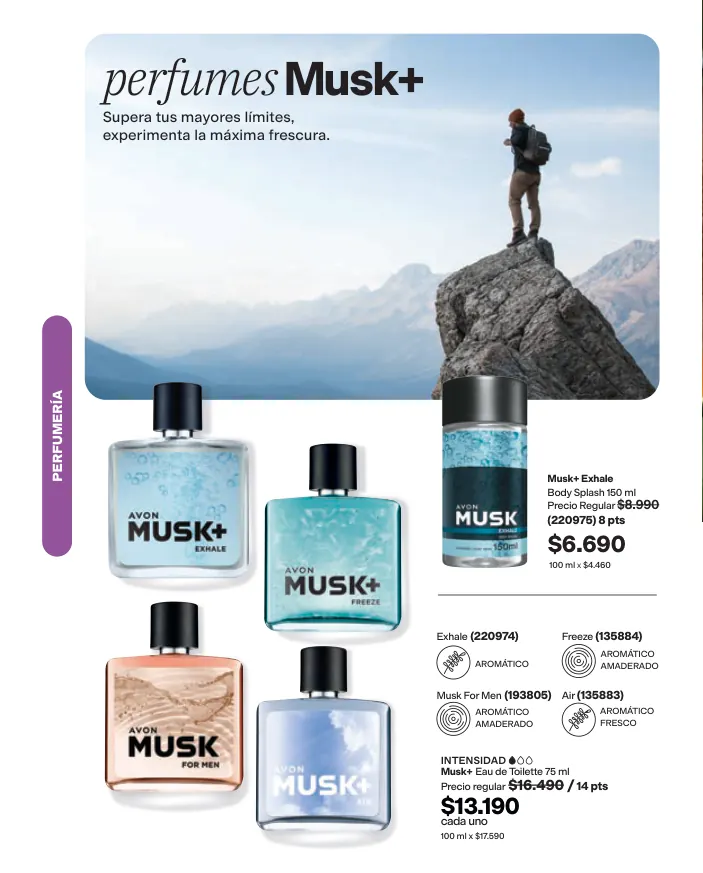 perfumes Musk+
Supera tus mayores límites,
experimenta la máxima frescura.
PERFUMERÍA
AVON
MUSK+
EXHALE
AVON
MUSK+
FREEZE
AVON
MUSK
FOR MEN
AVON
MUSK+
AIR
AVON
MUSK
EXHALE
150ml
Musk+ Exhale
Body Splash 150 ml
Precio Regular $8.990
(220975) 8 pts
$6.690
100 ml x $4.460
Exhale (220974)
AROMÁTICO
Freeze (135884)
AROMÁTICO
AMADERADO
Musk For Men (193805)
AROMÁTICO
AMADERADO
Air (135883)
AROMÁTICO
FRESCO
INTENSIDAD
Musk+ Eau de Toilette 75 ml
Precio regular $16.490 / 14 pts
$13.190
cada uno
100 ml x $17.590